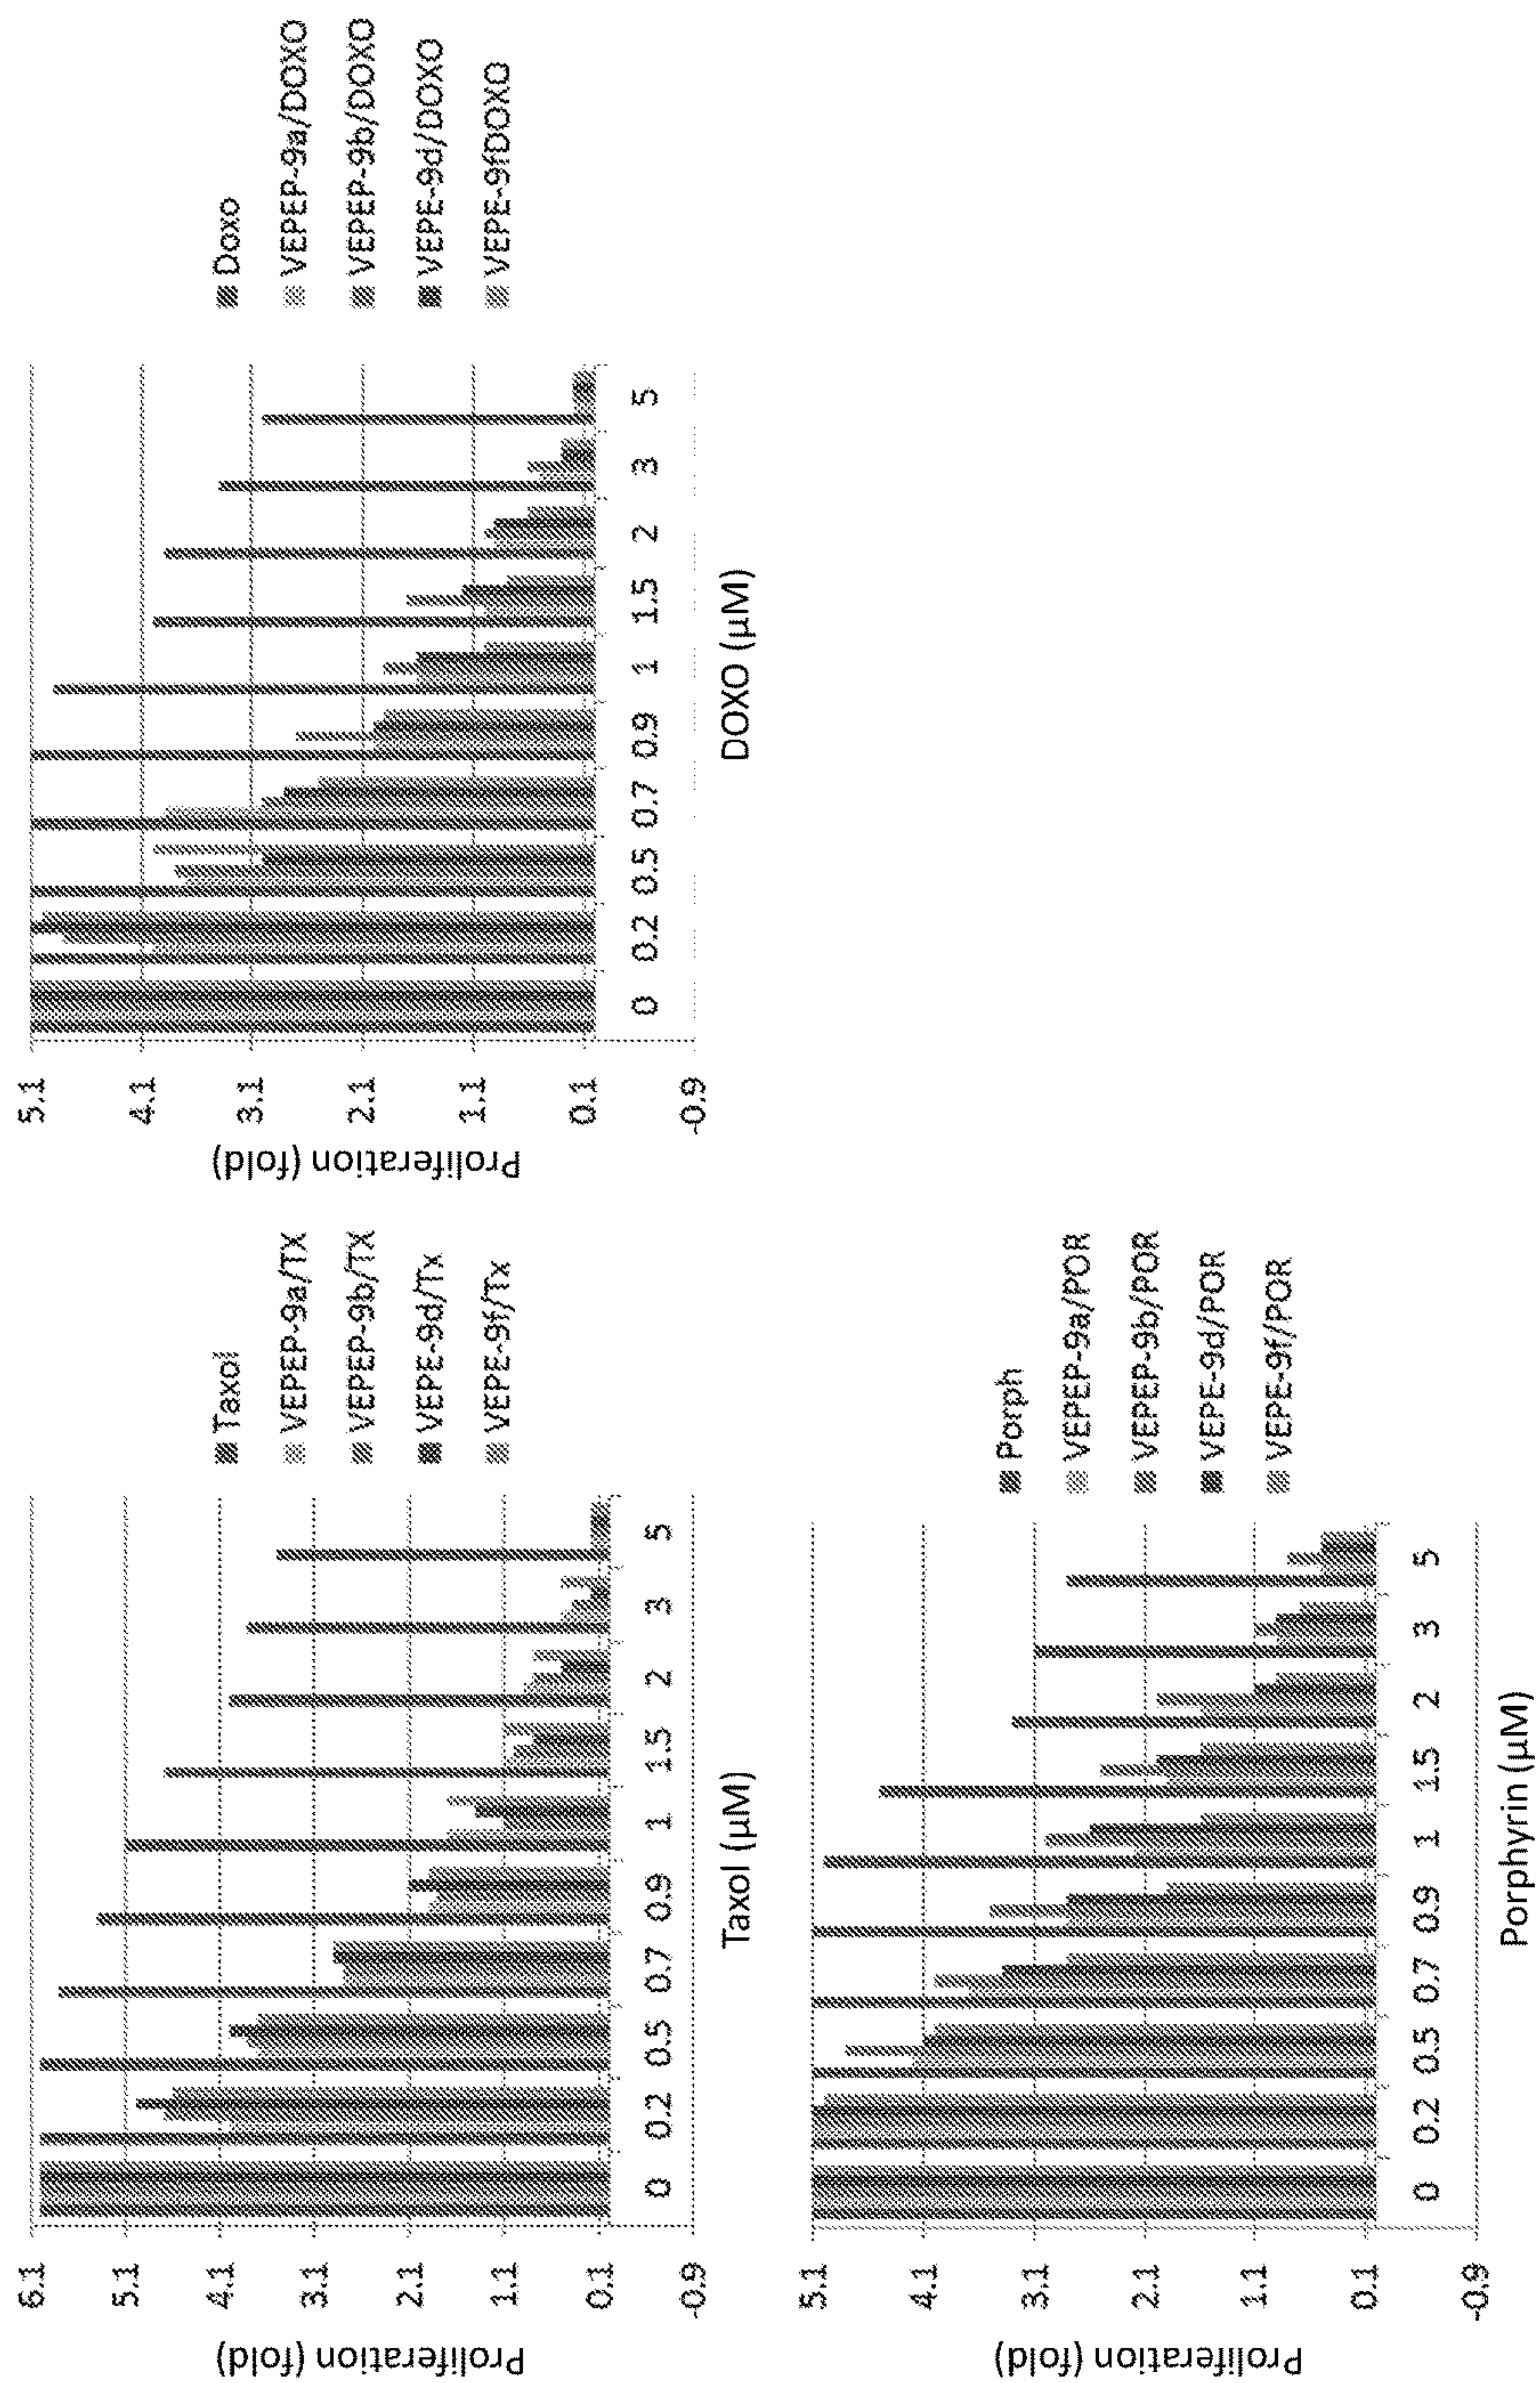 Proliferation (fold)
6.1
5.1
4.1
3.1
2.1
1.1
0.1
-0.9
0 0.2 0.5 0.7 0.9 1 1.5 2 3 5
Taxol (µM)
Taxol
VEPEP-9a/TX
VEPEP-9b/TX
VEPE-9d/Tx
VEPE-9f/Tx
Proliferation (fold)
5.1
4.1
3.1
2.1
1.1
0.1
-0.9
0 0.2 0.5 0.7 0.9 1 1.5 2 3 5
DOXO (µM)
Doxo
VEPEP-9a/DOXO
VEPEP-9b/DOXO
VEPE-9d/DOXO
VEPE-9fDOXO
Proliferation (fold)
5.1
4.1
3.1
2.1
1.1
0.1
-0.9
0 0.2 0.5 0.7 0.9 1 1.5 2 3 5
Porphyrin (µM)
Porph
VEPEP-9a/POR
VEPEP-9b/POR
VEPE-9d/POR
VEPE-9f/POR